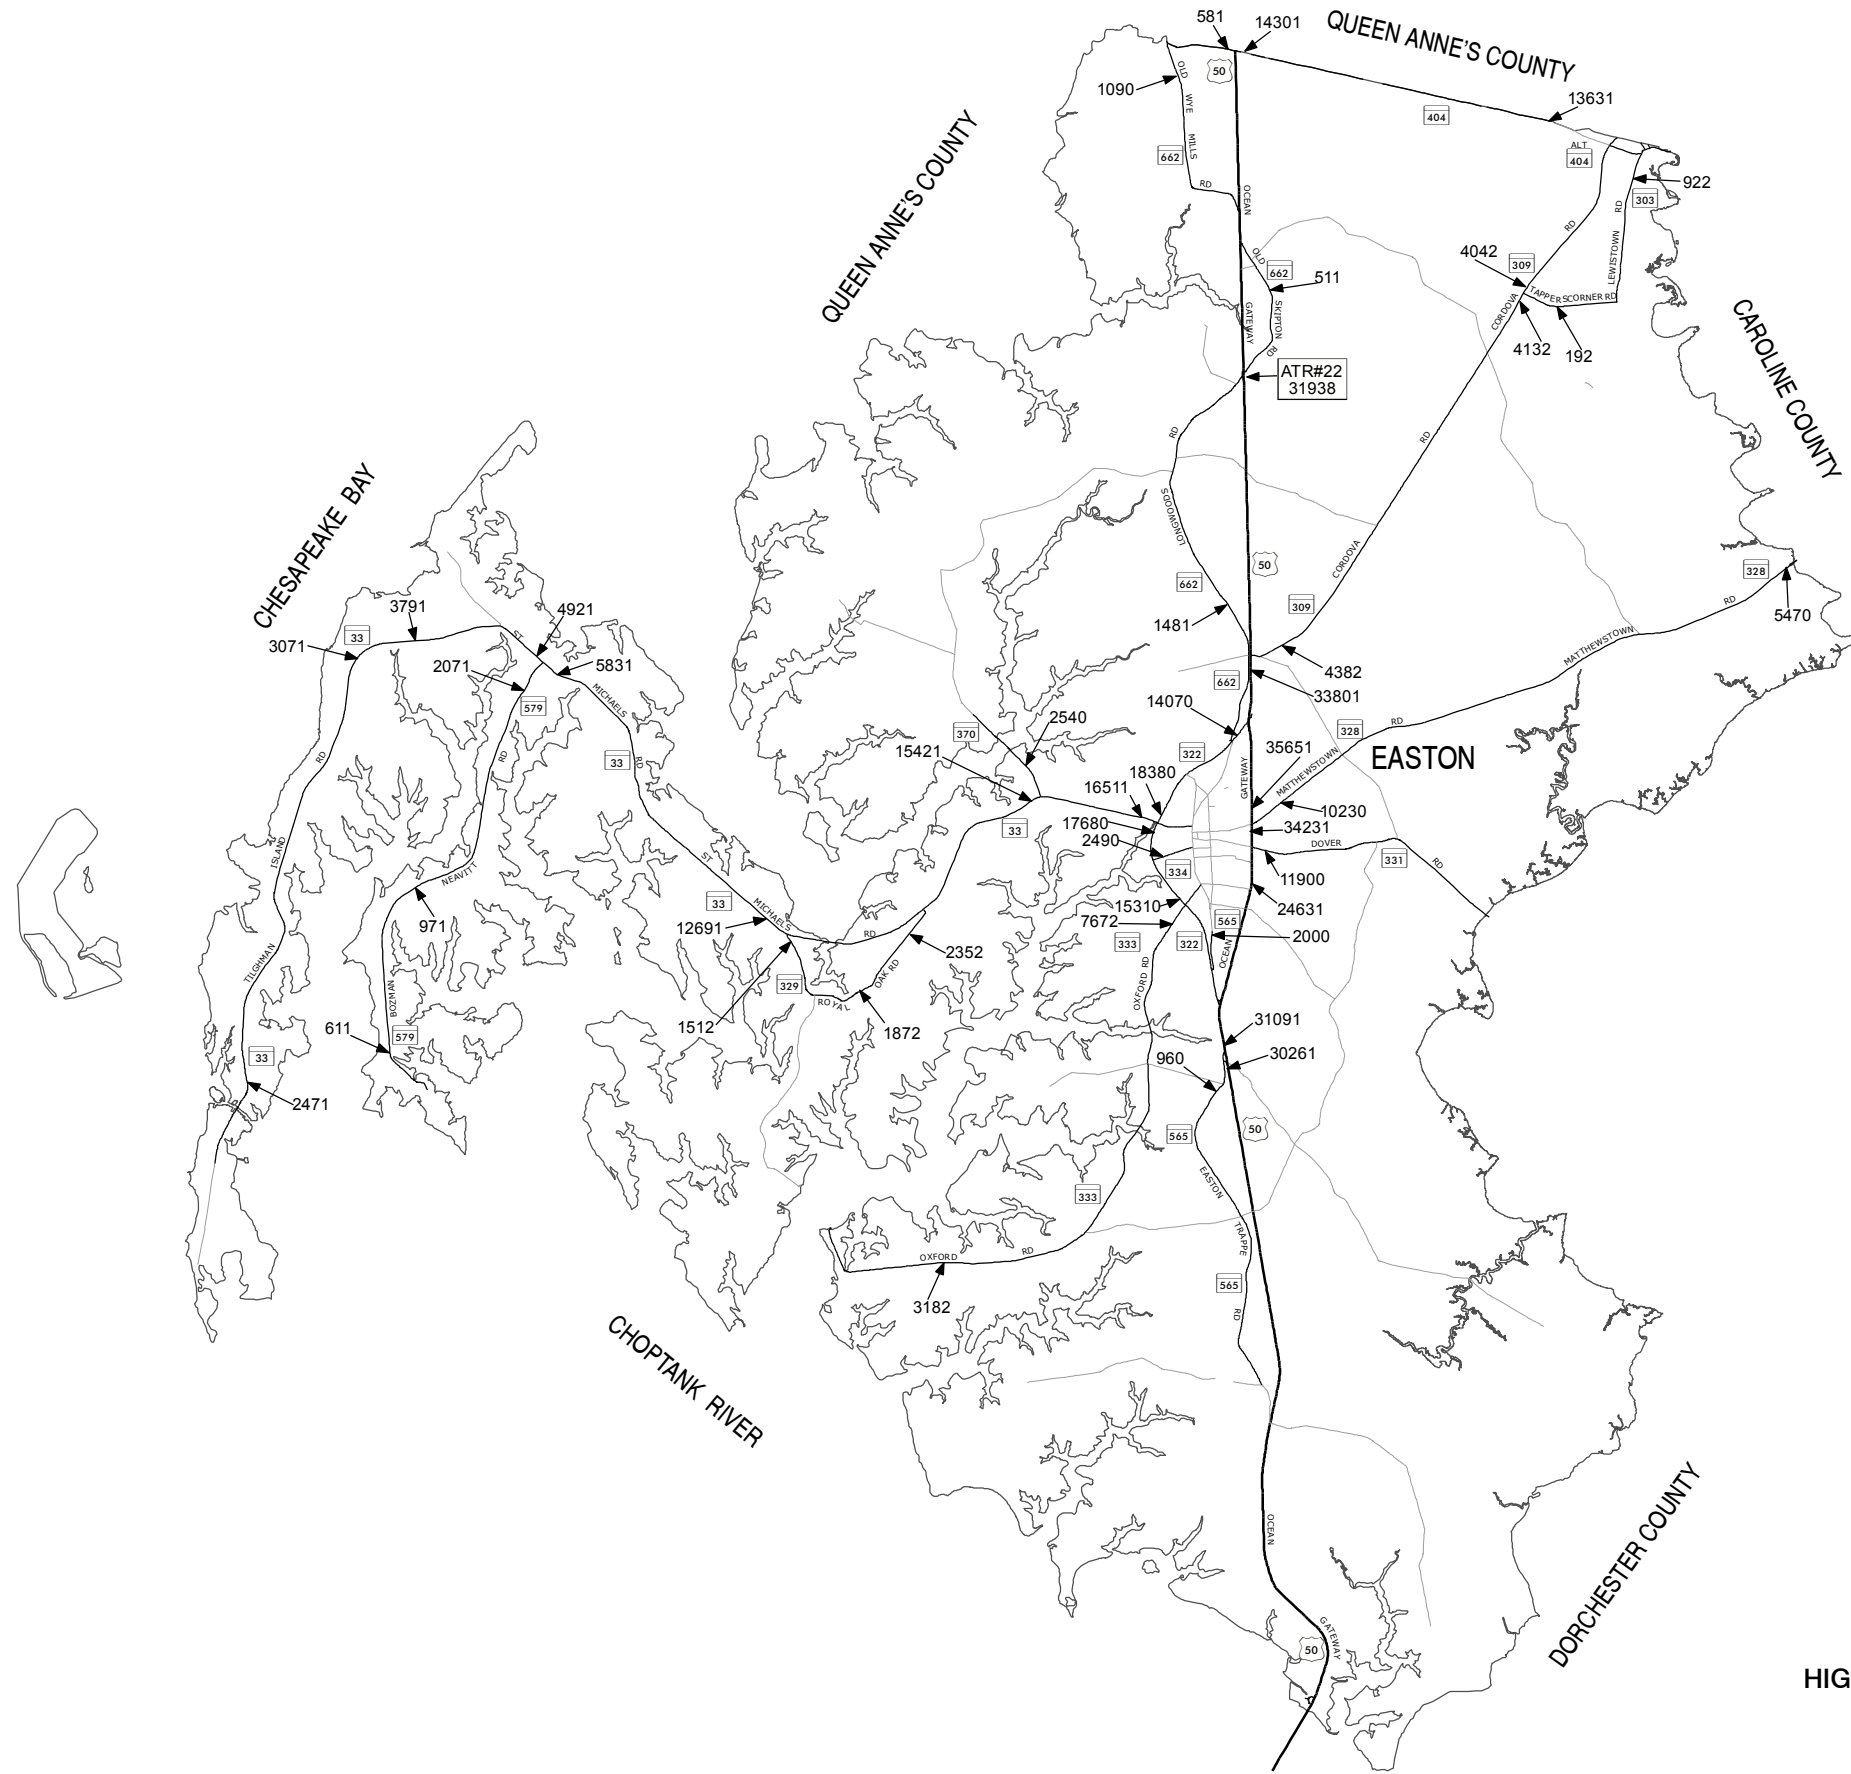 581
14301
QUEEN ANNE'S COUNTY
50
1090
OLD WYE MILLS RD
13631
404
662
ALT
404
922
303
QUEEN ANNE'S COUNTY
OCEAN
RD
LEWISTOWN RD
4042
309
OLD
662
511
TAPPERS CORNER RD
CORDOVA
GATEWAY
SKIPTON RD
4132
192
CAROLINE COUNTY
ATR#22
31938
RD
RD
LONGWOODS
CHESAPEAKE BAY
50
CORDOVA
328
662
309
RD
5470
3791
4921
3071
33
ST
1481
MATTHEWSTOWN
2071
5831
4382
579
MICHAELS
662
33801
14070
2540
370
328
RD
15421
322
35651
EASTON
RD
RD
33
RD
18380
GATEWAY
MATTHEWSTOWN
16511
10230
17680
33
34231
2490
DOVER
331
RD
ISLAND
NEAVITT
ST
334
11900
33
MICHAELS
15310
24631
971
12691
7672
565
RD
333
322
2000
2352
OCEAN
TILGHMAN
329
OAK RD
OXFORD RD
BOZMAN
ROYAL
1512
1872
611
579
31091
33
960
30261
2471
565
50
EASTON
333
TRAPPE
OXFORD
RD
565
3182
RD
CHOPTANK RIVER
OCEAN
DORCHESTER COUNTY
GATEWAY
50
HIG